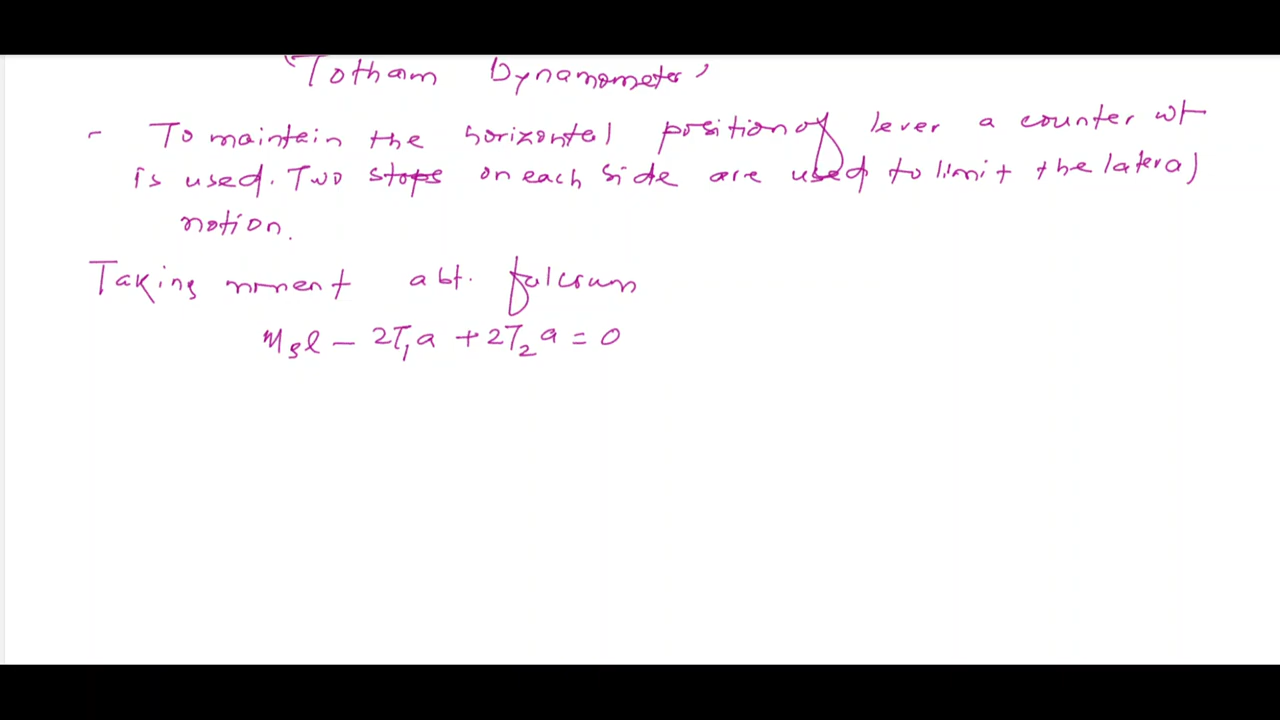 'Totham Dynamometer'
- To maintain the horizontal position of lever a counter wt
is used. Two stops on each side are used to limit the lateral
motion.
Taking moment abt. fulcrum
Mgl - 2T₁a + 2T₂a = 0